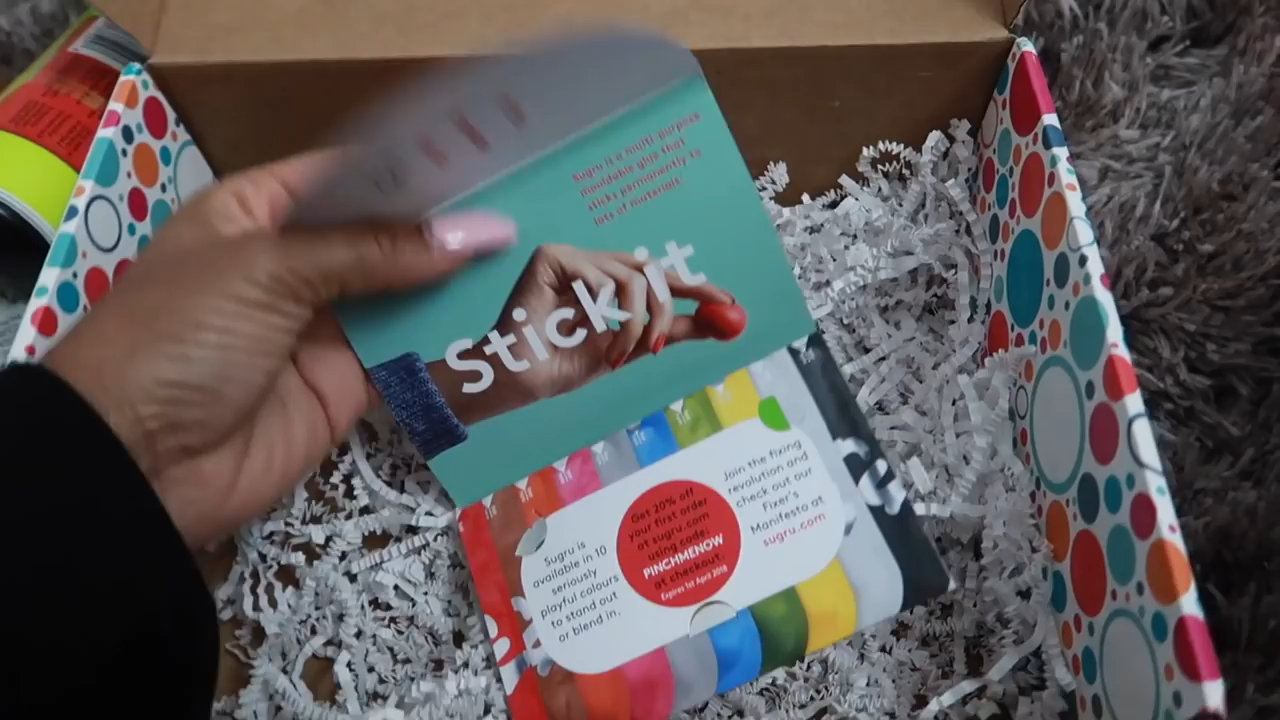 Sugru is a multi-purpose
mouldable glue that
sticks permanently to
lots of materials.
Stick it
Sugru is
available in 10
seriously
playful colours
to stand out
or blend in.
Get 20% off
your first order
at sugru.com
using code:
PINCHMENOW
at checkout.
Expires 1st April 2018
Join the fixing
revolution and
check out our
Fixer's
Manifesto at
sugru.com